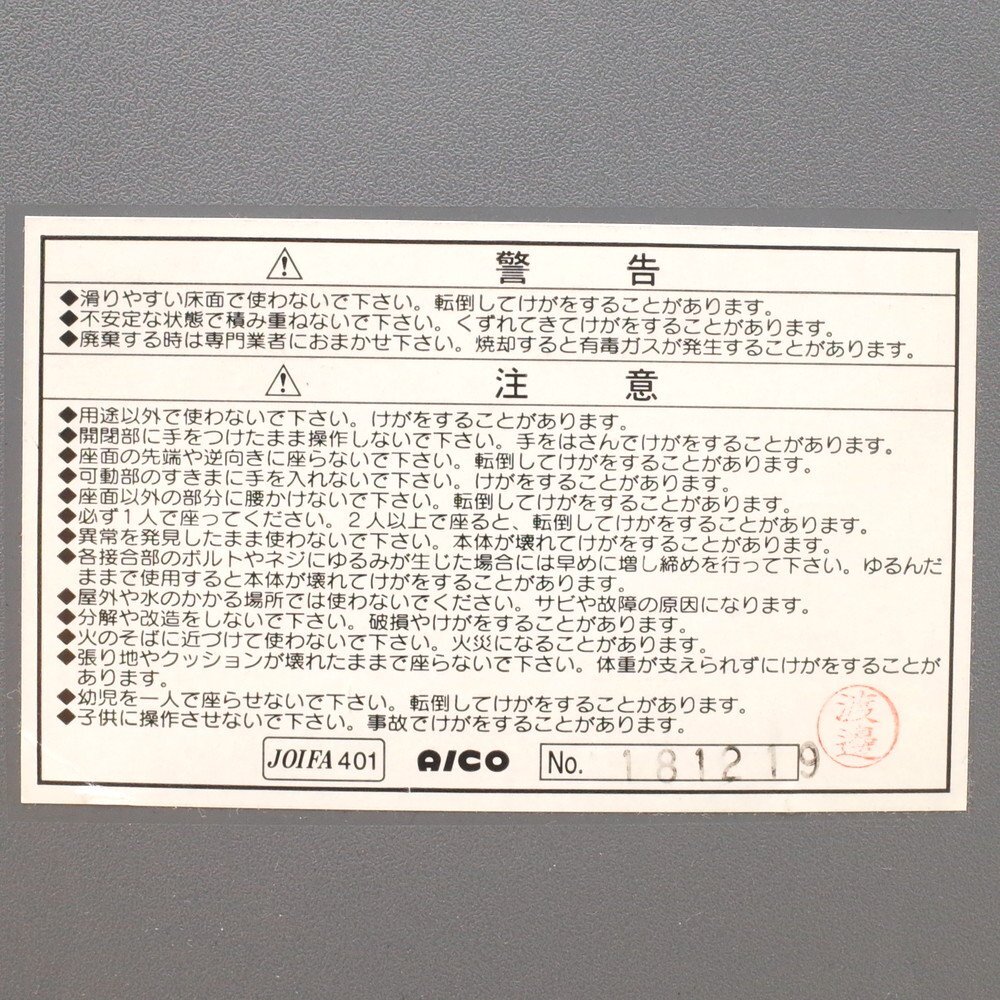 ⚠ 警告
◆滑りやすい床面で使わないで下さい。転倒してけがをすることがあります。
◆不安定な状態で積み重ねないで下さい。くずれてきてけがをすることがあります。
◆廃棄する時は専門業者におまかせ下さい。焼却すると有毒ガスが発生することがあります。
⚠ 注意
◆用途以外で使わないで下さい。けがをすることがあります。
◆開閉部に手をつけたまま操作しないで下さい。手をはさんでけがをすることがあります。
◆座面の先端や逆向きに座らないで下さい。転倒してけがをすることがあります。
◆可動部のすきまに手を入れないで下さい。けがをすることがあります。
◆座面以外の部分に腰かけないで下さい。転倒してけがをすることがあります。
◆必ず1人で座ってください。2人以上で座ると、転倒してけがをすることがあります。
◆異常を発見したまま使わないで下さい。本体が壊れてけがをすることがあります。
◆各接合部のボルトやネジにゆるみが生じた場合には早めに増し締めを行って下さい。ゆるんだ
ままで使用すると本体が壊れてけがをすることがあります。
◆屋外や水のかかる場所では使わないでください。サビや故障の原因になります。
◆分解や改造をしないで下さい。破損やけがをすることがあります。
◆火のそばに近づけて使わないで下さい。火災になることがあります。
◆張り地やクッションが壊れたままで座らないで下さい。体重が支えられずにけがをすることが
あります。
◆幼児を一人で座らせないで下さい。転倒してけがをすることがあります。
◆子供に操作させないで下さい。事故でけがをすることがあります。
JOIFA 401 AICO No. 181219
渡邉